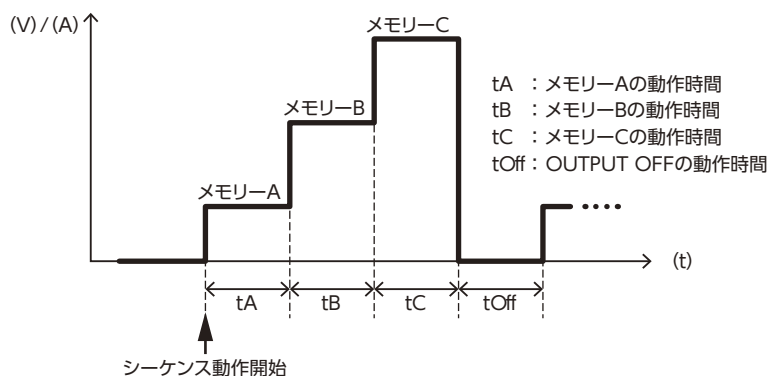 (V) / (A)
メモリーC
メモリーB
メモリーA
tA ：メモリーAの動作時間
tB ：メモリーBの動作時間
tC ：メモリーCの動作時間
tOff：OUTPUT OFFの動作時間
(t)
tA tB tC tOff
シーケンス動作開始